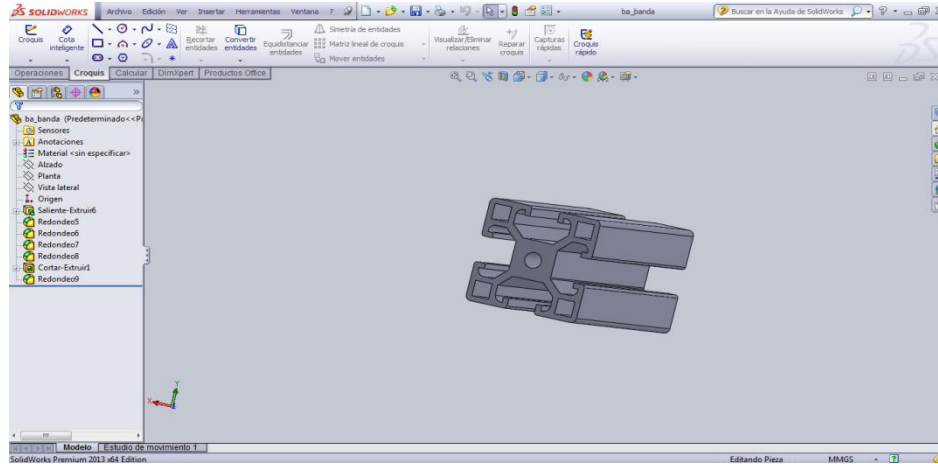 SOLIDWORKS Archivo Edición Ver Insertar Herramientas Ventana ? ba_banda Buscar en la Ayuda de SolidWorks
Croquis Cota inteligente Recortar entidades Convertir entidades Equidistanciar entidades Simetría de entidades Matriz lineal de croquis Mover entidades Visualizar/Eliminar relaciones Reparar croquis Capturas rápidas Croquis rápido
Operaciones Croquis Calcular DimXpert Productos Office
ba_banda (Predeterminado<<Pr
Sensores
Anotaciones
Material <sin especificar>
Alzado
Planta
Vista lateral
Origen
Saliente-Extruir6
Redondeo5
Redondeo6
Redondeo7
Redondeo8
Cortar-Extruir1
Redondeo9
Y
X
Modelo Estudio de movimiento 1
SolidWorks Premium 2013 x64 Edition Editando Pieza MMGS